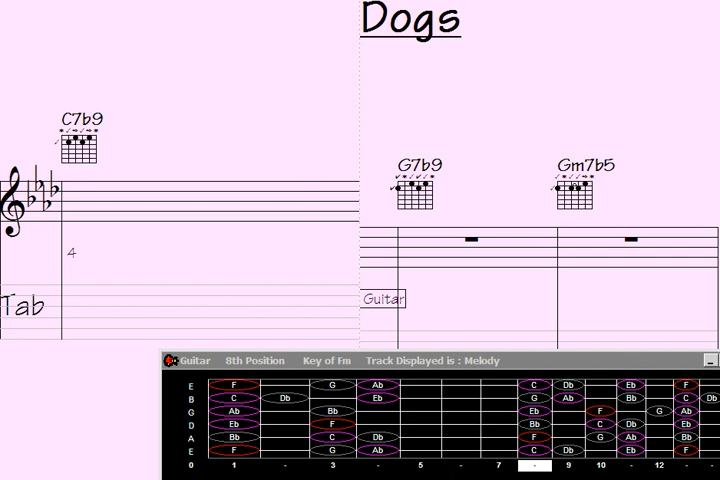 Dogs
C7b9
G7b9 Gm7b5
4
Tab
Guitar
Guitar 8th Position Key of Fm Track Displayed is : Melody
E F G Ab C Db Eb F
B C Db Eb G Ab Bb C Db
G Ab Bb Eb F G Ab
D Eb F Bb C Db Eb
A Bb C Db F G Ab Bb
E F G Ab C Db Eb F
0 1 - 3 - 5 - 7 - 9 10 - 12 - -